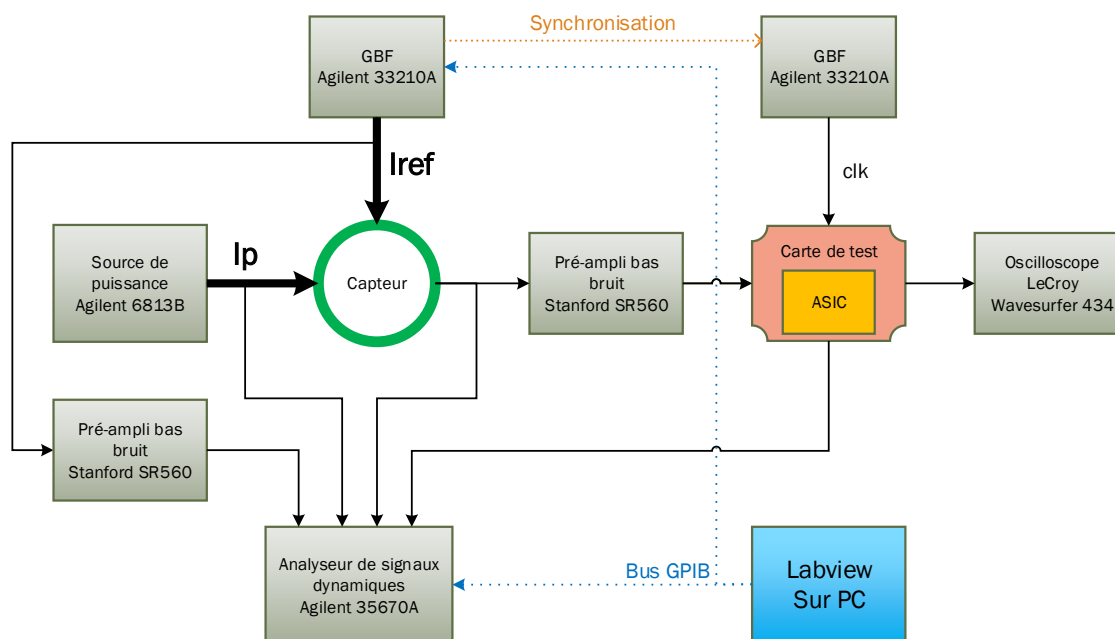 Synchronisation
GBF
Agilent 33210A
GBF
Agilent 33210A
Iref
clk
Source de
puissance
Agilent 6813B
Ip
Capteur
Pré-ampli bas
bruit
Stanford SR560
Carte de test
ASIC
Oscilloscope
LeCroy
Wavesurfer 434
Pré-ampli bas
bruit
Stanford SR560
Analyseur de signaux
dynamiques
Agilent 35670A
Bus GPIB
Labview
Sur PC